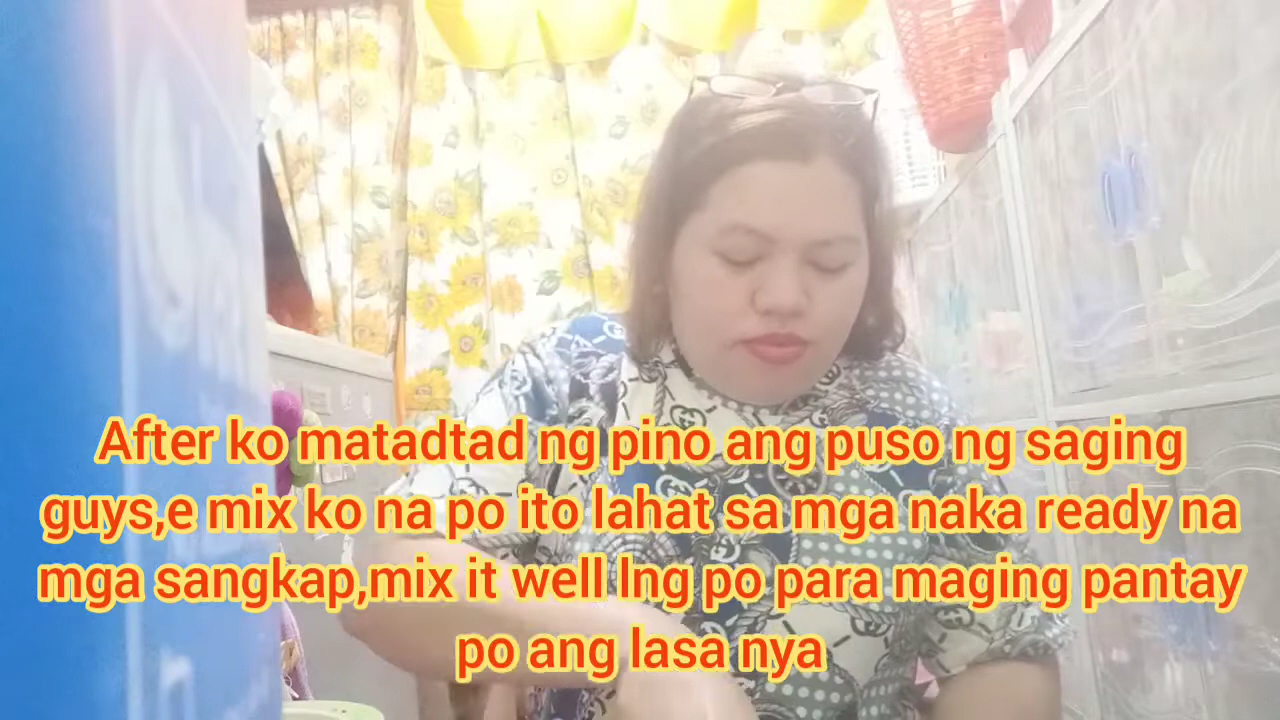 After ko matadtad ng pino ang puso ng saging
guys,e mix ko na po ito lahat sa mga naka ready na
mga sangkap,mix it well lng po para maging pantay
po ang lasa nya